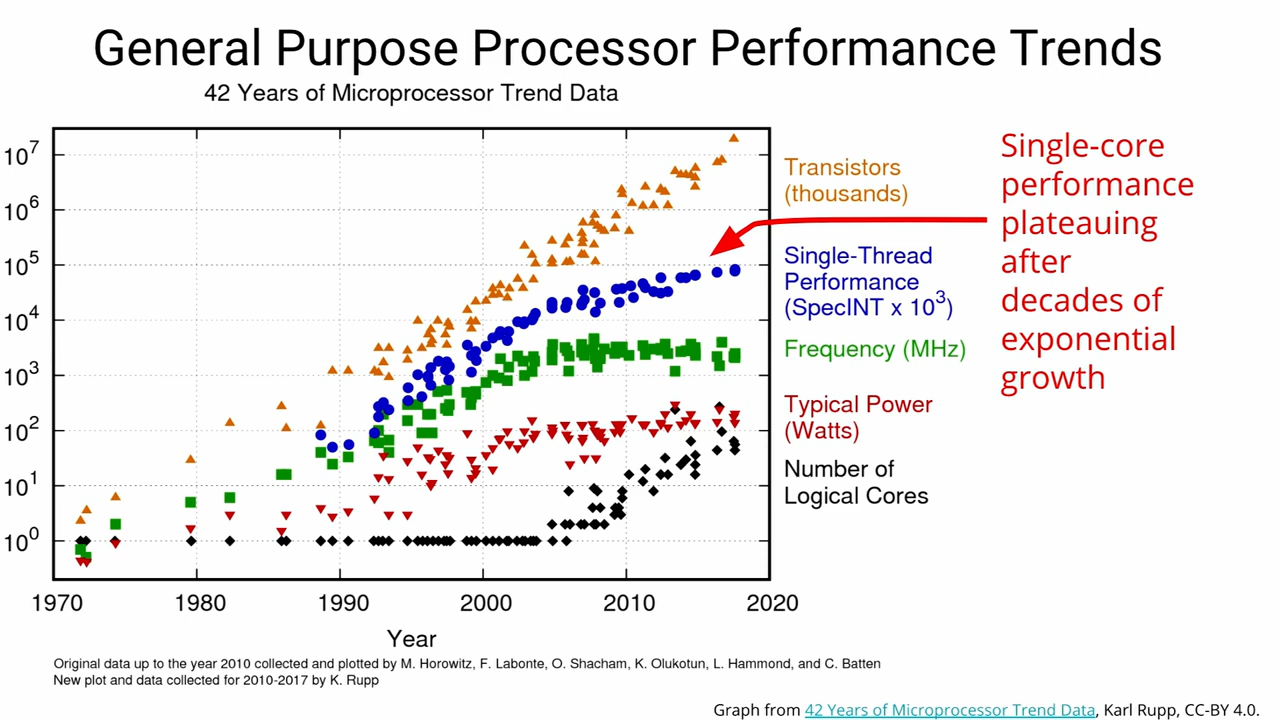 General Purpose Processor Performance Trends
42 Years of Microprocessor Trend Data
10^7
10^6
10^5
10^4
10^3
10^2
10^1
10^0
1970
1980
1990
2000
2010
2020
Year
Transistors
(thousands)
Single-Thread
Performance
(SpecINT x 10^3)
Frequency (MHz)
Typical Power
(Watts)
Number of
Logical Cores
Single-core
performance
plateauing
after
decades of
exponential
growth
Original data up to the year 2010 collected and plotted by M. Horowitz, F. Labonte, O. Shacham, K. Olukotun, L. Hammond, and C. Batten
New plot and data collected for 2010-2017 by K. Rupp
Graph from 42 Years of Microprocessor Trend Data, Karl Rupp, CC-BY 4.0.